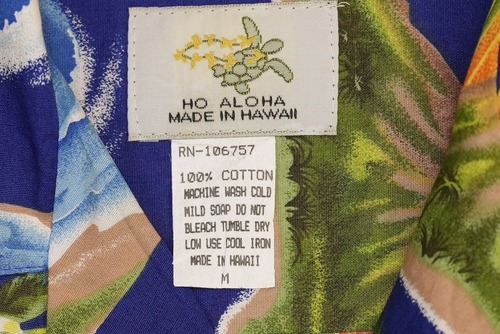 HO ALOHA
MADE IN HAWAII
RN-106757
100% COTTON
MACHINE WASH COLD
MILD SOAP DO NOT
BLEACH TUMBLE DRY
LOW USE COOL IRON
MADE IN HAWAII
M